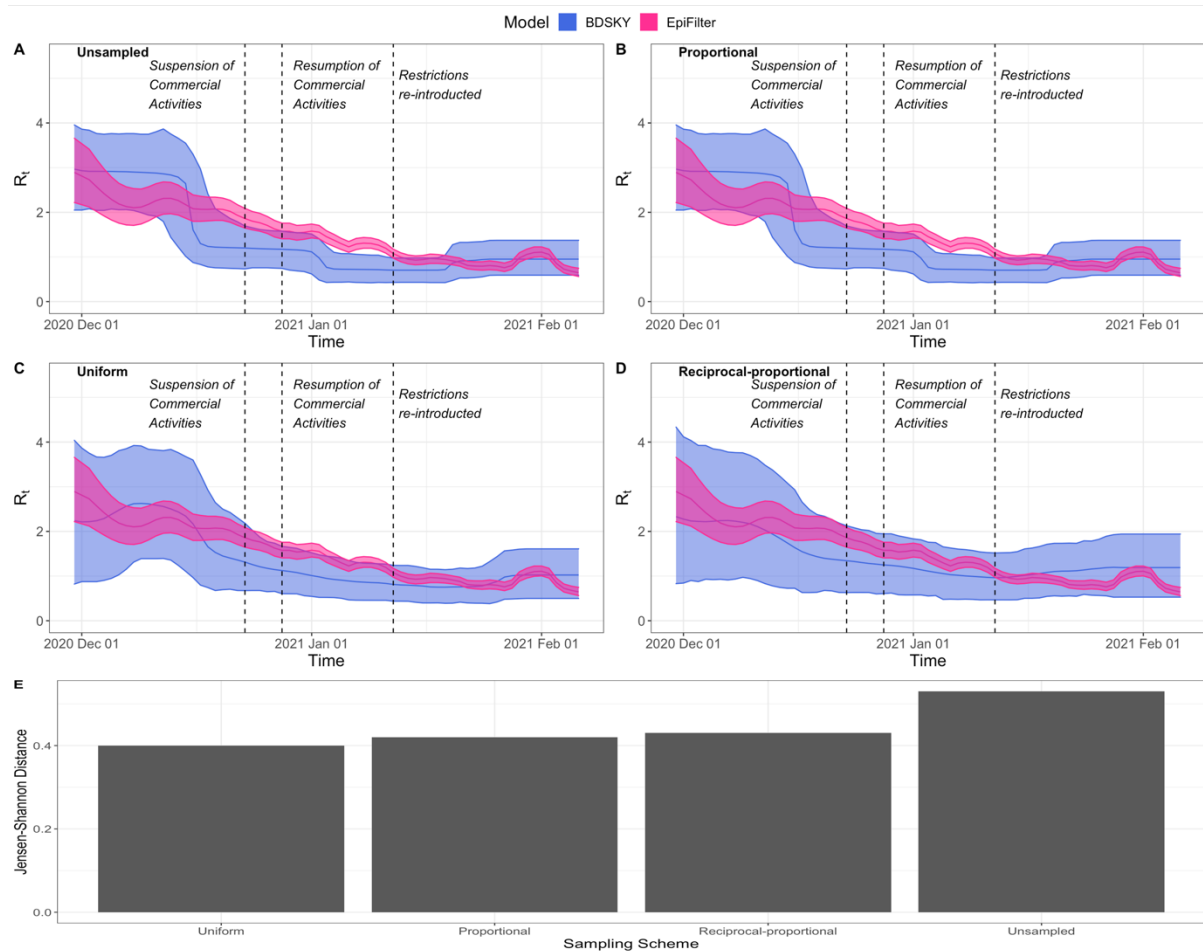 Model BDSKY EpiFilter
A
Unsampled
Suspension of
Commercial
Activities
Resumption of
Commercial
Activities
Restrictions
re-introducted
4
2
0
Rt
2020 Dec 01
2021 Jan 01
2021 Feb 01
Time
B
Proportional
Suspension of
Commercial
Activities
Resumption of
Commercial
Activities
Restrictions
re-introducted
4
2
0
Rt
2020 Dec 01
2021 Jan 01
2021 Feb 01
Time
C
Uniform
Suspension of
Commercial
Activities
Resumption of
Commercial
Activities
Restrictions
re-introducted
4
2
0
Rt
2020 Dec 01
2021 Jan 01
2021 Feb 01
Time
D
Reciprocal-proportional
Suspension of
Commercial
Activities
Resumption of
Commercial
Activities
Restrictions
re-introducted
4
2
0
Rt
2020 Dec 01
2021 Jan 01
2021 Feb 01
Time
E
Jensen-Shannon Distance
0.4
0.2
0.0
Uniform
Proportional
Reciprocal-proportional
Unsampled
Sampling Scheme